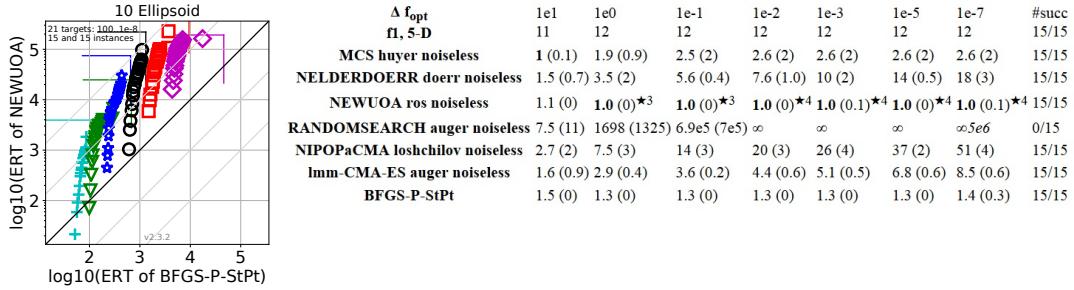 10 Ellipsoid
21 targets: 100..1e-8
15 and 15 instances
5
4
3
2
log10(ERT of NEWUOA)
v2.3.2
2 3 4 5
log10(ERT of BFGS-P-StPt)
Δ fopt 1e1 1e0 1e-1 1e-2 1e-3 1e-5 1e-7 #succ
f1, 5-D 11 12 12 12 12 12 12 15/15
MCS huyer noiseless 1 (0.1) 1.9 (0.9) 2.5 (2) 2.6 (2) 2.6 (2) 2.6 (2) 2.6 (2) 15/15
NELDERDOERR doerr noiseless 1.5 (0.7) 3.5 (2) 5.6 (0.4) 7.6 (1.0) 10 (2) 14 (0.5) 18 (3) 15/15
NEWUOA ros noiseless 1.1 (0) 1.0 (0)★3 1.0 (0)★3 1.0 (0)★4 1.0 (0.1)★4 1.0 (0)★4 1.0 (0.1)★4 15/15
RANDOMSEARCH auger noiseless 7.5 (11) 1698 (1325) 6.9e5 (7e5) ∞ ∞ ∞ ∞5e6 0/15
NIPOPaCMA loshchilov noiseless 2.7 (2) 7.5 (3) 14 (3) 20 (3) 26 (4) 37 (2) 51 (4) 15/15
lmm-CMA-ES auger noiseless 1.6 (0.9) 2.9 (0.4) 3.6 (0.2) 4.4 (0.6) 5.1 (0.5) 6.8 (0.6) 8.5 (0.6) 15/15
BFGS-P-StPt 1.5 (0) 1.3 (0) 1.3 (0) 1.3 (0) 1.3 (0) 1.3 (0) 1.4 (0.3) 15/15